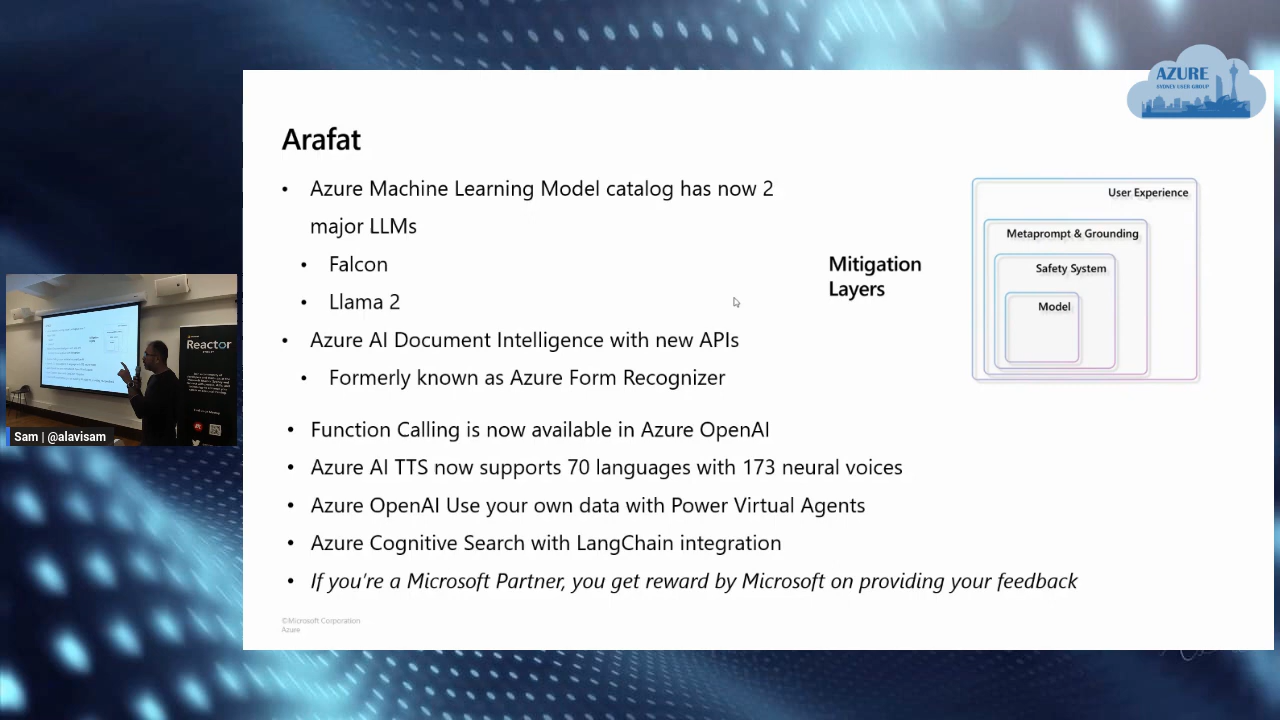 AZURE
SYDNEY USER GROUP
Arafat
• Azure Machine Learning Model catalog has now 2
major LLMs
• Falcon
• Llama 2
• Azure AI Document Intelligence with new APIs
• Formerly known as Azure Form Recognizer
• Function Calling is now available in Azure OpenAI
• Azure AI TTS now supports 70 languages with 173 neural voices
• Azure OpenAI Use your own data with Power Virtual Agents
• Azure Cognitive Search with LangChain integration
• If you're a Microsoft Partner, you get reward by Microsoft on providing your feedback
Mitigation
Layers
User Experience
Metaprompt & Grounding
Safety System
Model
©Microsoft Corporation
Azure
Reactor
Sam | @alavisam